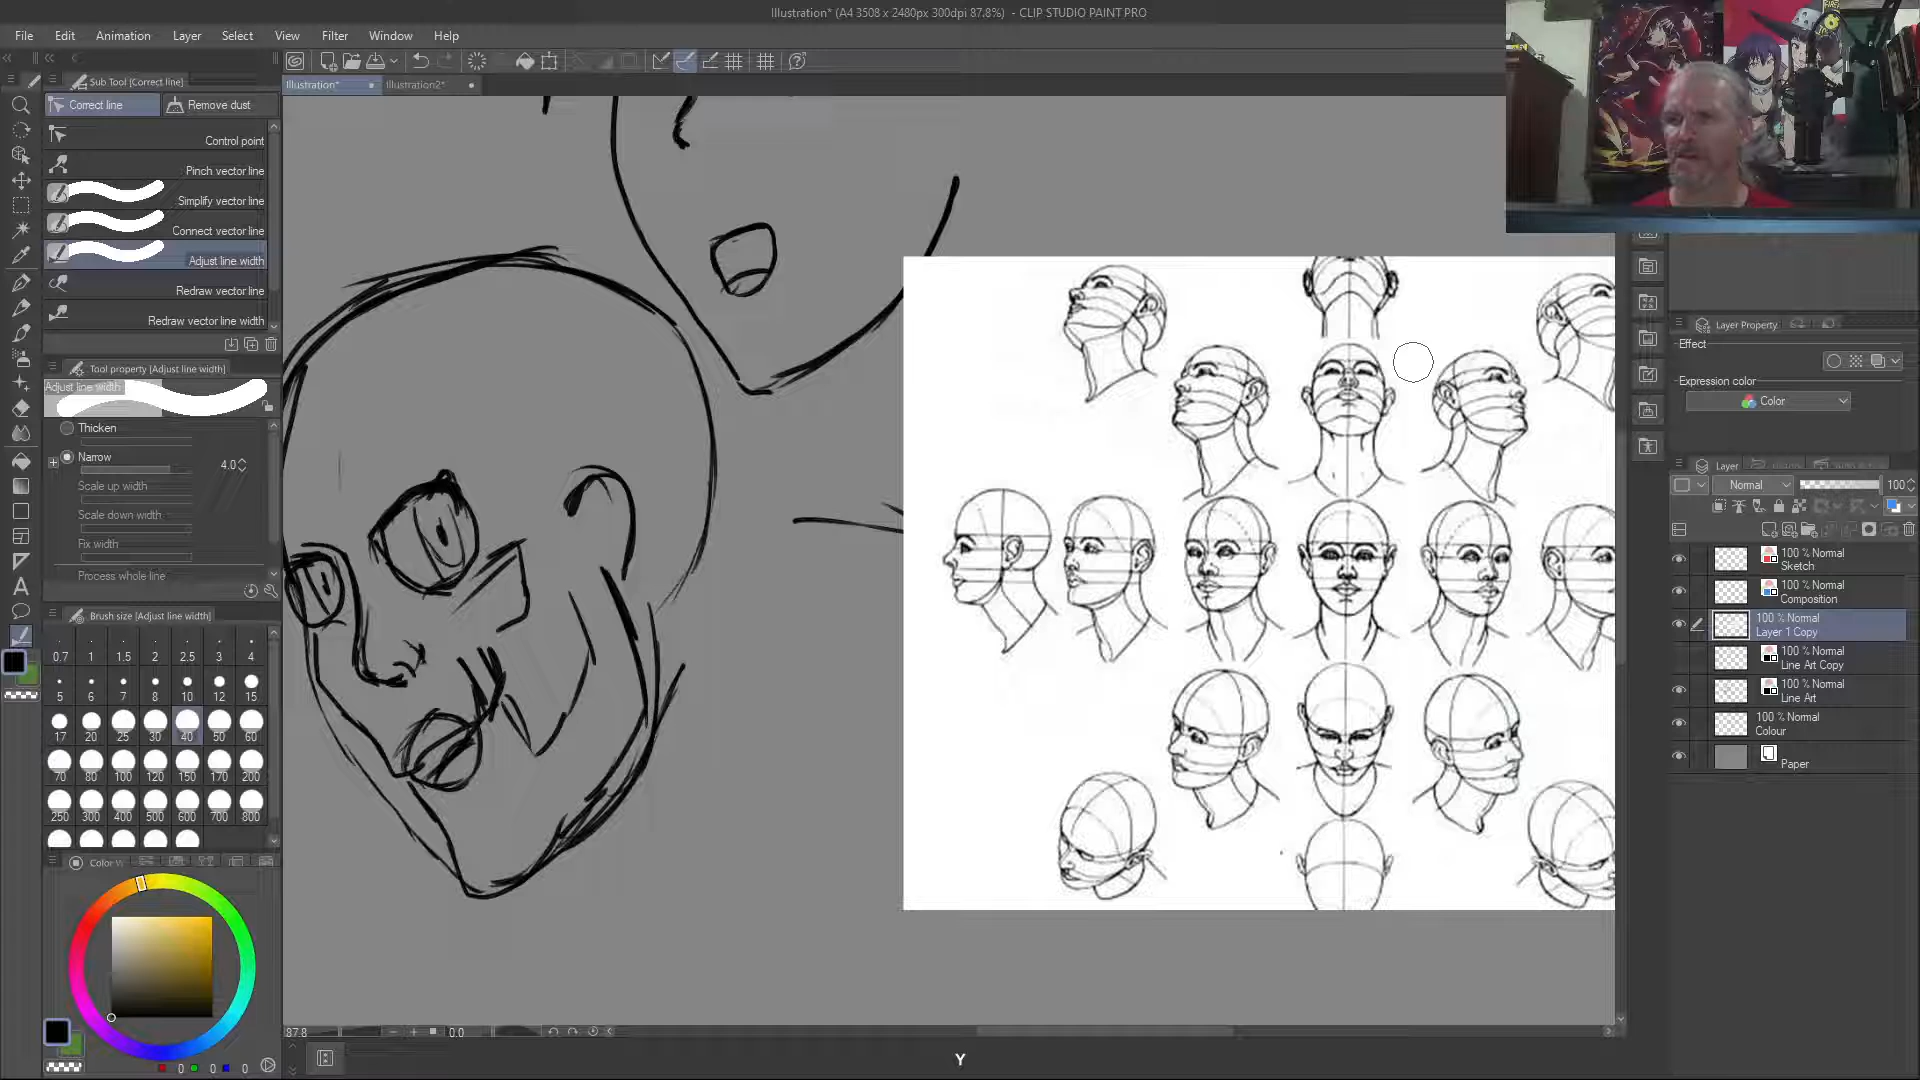 Illustration* (A4 3508 x 2480px 300dpi 87.8%) - CLIP STUDIO PAINT PRO
File Edit Animation Layer Select View Filter Window Help
Sub Tool [Correct line]
Illustration* Illustration2*
Correct line Remove dust
Control point
Pinch vector line
Simplify vector line
Connect vector line
Adjust line width
Redraw vector line
Redraw vector line width
Tool property [Adjust line width]
Adjust line width
Thicken
Narrow 4.0
Scale up width
Scale down width
Fix width
Process whole line
Brush size [Adjust line width]
0.7 1 1.5 2 2.5 3 4
5 6 7 8 10 12 15
17 20 25 30 40 50 60
70 80 100 120 150 170 200
250 300 400 500 600 700 800
Color
0 0 0
87.8 0.0
Y
Layer Property
Effect
Expression color
Color
Layer
Normal 100
100 % Normal
Sketch
100 % Normal
Composition
100 % Normal
Layer 1 Copy
100 % Normal
Line Art Copy
100 % Normal
Line Art
100 % Normal
Colour
Paper